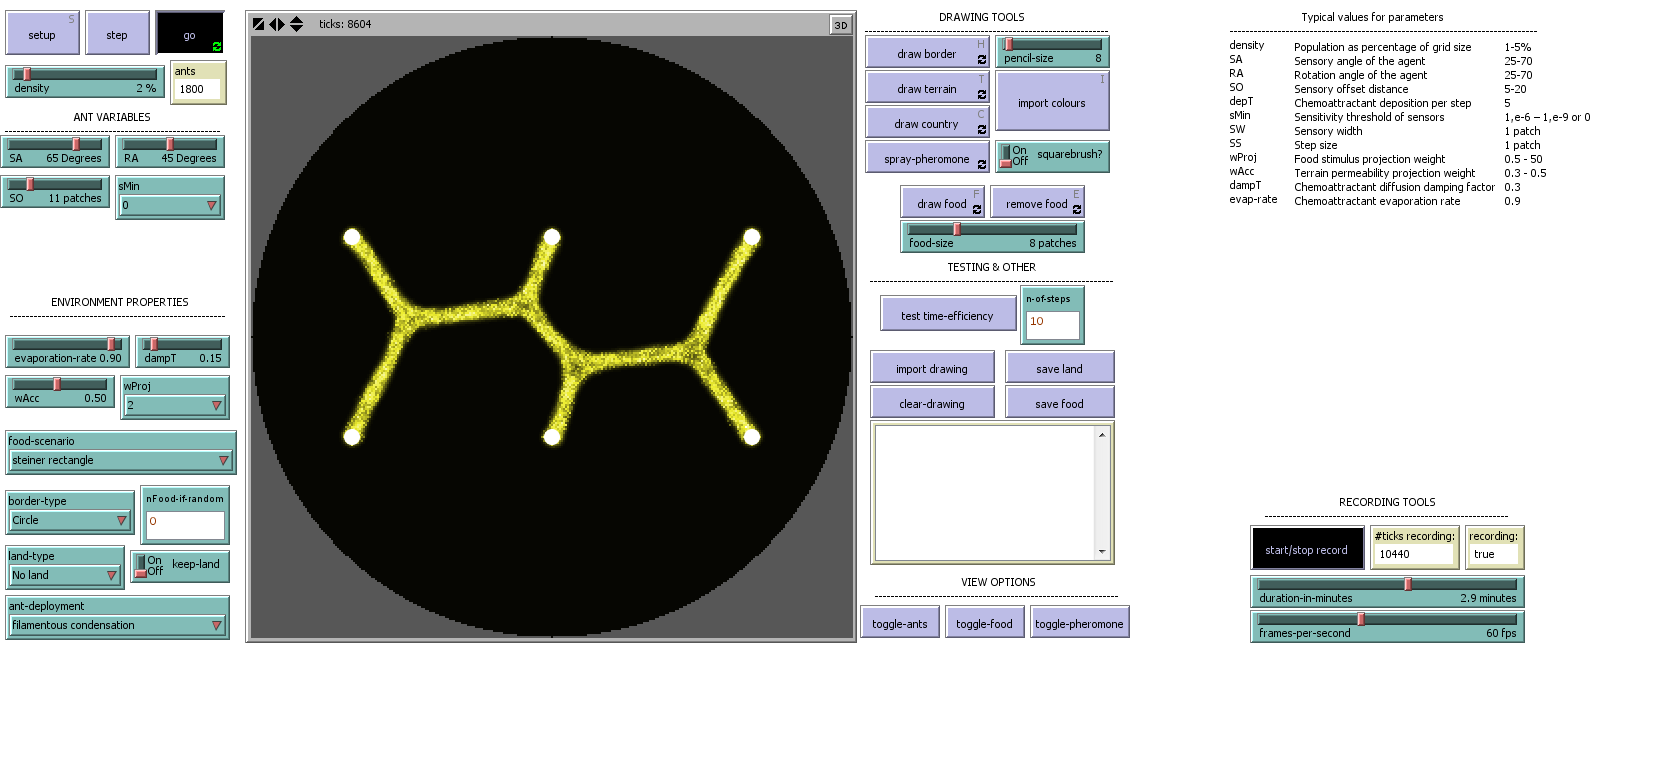 setup
S
step
go
density 2 %
ants
1800
ANT VARIABLES
SA 65 Degrees
RA 45 Degrees
SO 11 patches
sMin
0
ENVIRONMENT PROPERTIES
evaporation-rate 0.90
dampT 0.15
wAcc 0.50
wProj
2
food-scenario
steiner rectangle
border-type
Circle
nFood-if-random
0
land-type
No land
On
Off
keep-land
ant-deployment
filamentous condensation
ticks: 8604
3D
DRAWING TOOLS
draw border
H
pencil-size 8
draw terrain
T
import colours
I
draw country
C
spray-pheromone
On
Off
squarebrush?
draw food
F
remove food
E
food-size 8 patches
TESTING & OTHER
test time-efficiency
n-of-steps
10
import drawing
save land
clear-drawing
save food
VIEW OPTIONS
toggle-ants
toggle-food
toggle-pheromone
Typical values for parameters
density Population as percentage of grid size 1-5%
SA Sensory angle of the agent 25-70
RA Rotation angle of the agent 25-70
SO Sensory offset distance 5-20
depT Chemoattractant deposition per step 5
sMin Sensitivity threshold of sensors 1,e-6 – 1,e-9 or 0
SW Sensory width 1 patch
SS Step size 1 patch
wProj Food stimulus projection weight 0.5 - 50
wAcc Terrain permeability projection weight 0.3 - 0.5
dampT Chemoattractant diffusion damping factor 0.3
evap-rate Chemoattractant evaporation rate 0.9
RECORDING TOOLS
start/stop record
#ticks recording:
10440
recording:
true
duration-in-minutes 2.9 minutes
frames-per-second 60 fps